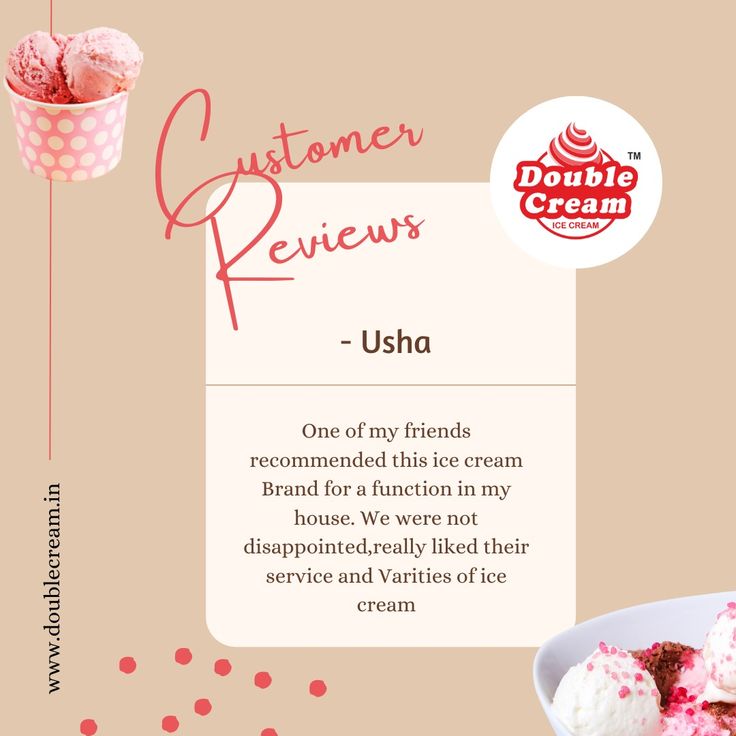 Customer
Reviews
Double
Cream
TM
ICE CREAM
- Usha
One of my friends
recommended this ice cream
Brand for a function in my
house. We were not
disappointed,really liked their
service and Varities of ice
cream
www.doublecream.in